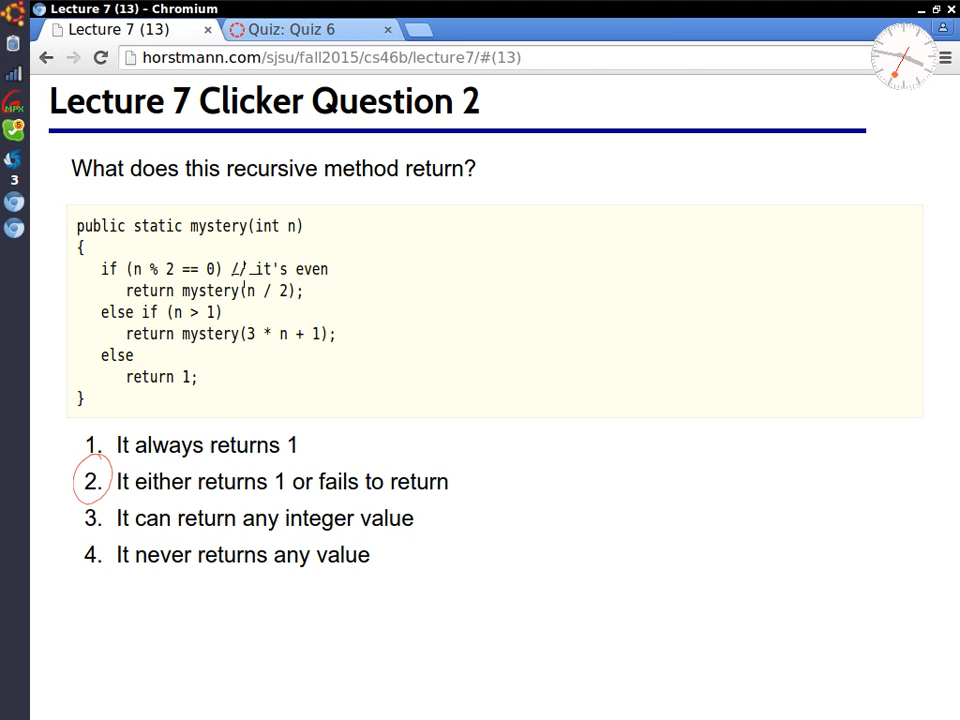 Lecture 7 (13) - Chromium
Lecture 7 (13) ×
Quiz: Quiz 6 ×
horstmann.com/sjsu/fall2015/cs46b/lecture7/#(13)
MPX
5
3
Lecture 7 Clicker Question 2
What does this recursive method return?
public static mystery(int n)
{
if (n % 2 == 0) // it's even
return mystery(n / 2);
else if (n > 1)
return mystery(3 * n + 1);
else
return 1;
}
1. It always returns 1
2. It either returns 1 or fails to return
3. It can return any integer value
4. It never returns any value